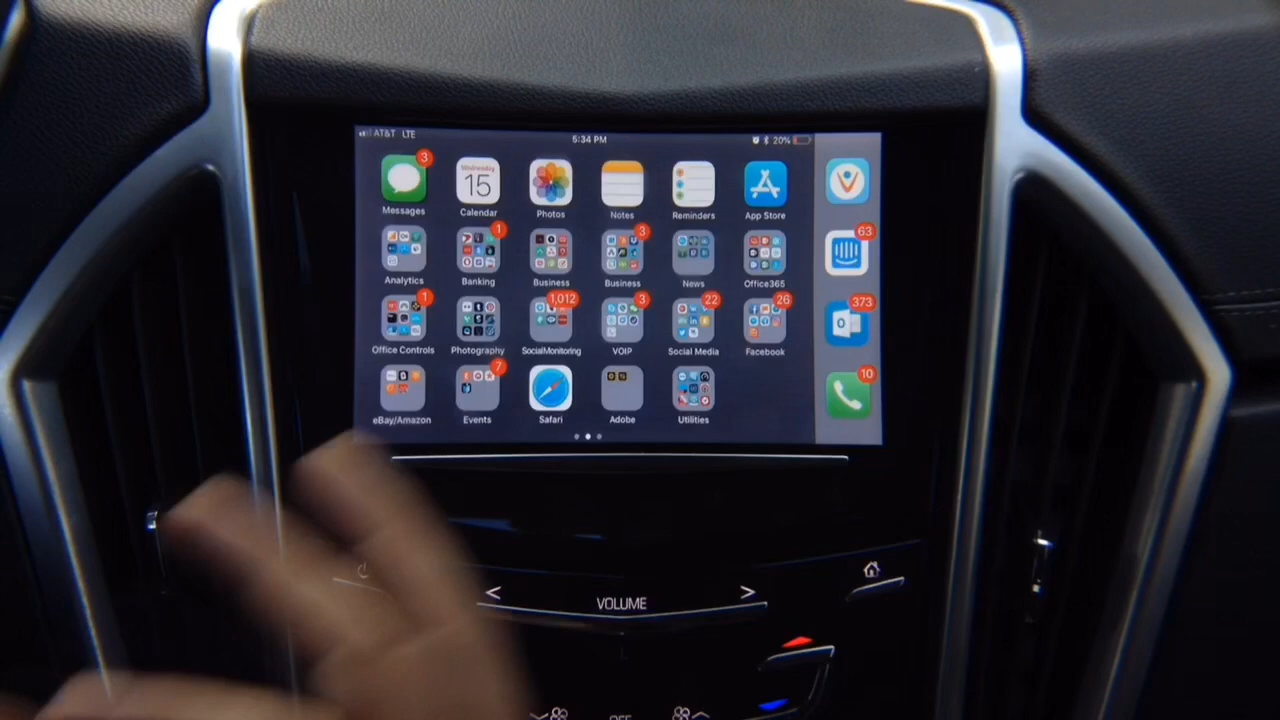 AT&T LTE 5:34 PM 20%
3
Wednesday
15
Messages Calendar Photos Notes Reminders App Store
1 3 63
Analytics Banking Business Business News Office365
1 1,012 3 22 26 373
Office Controls Photography SocialMonitoring VOIP Social Media Facebook
7 10
eBay/Amazon Events Safari Adobe Utilities
< VOLUME >
OFF